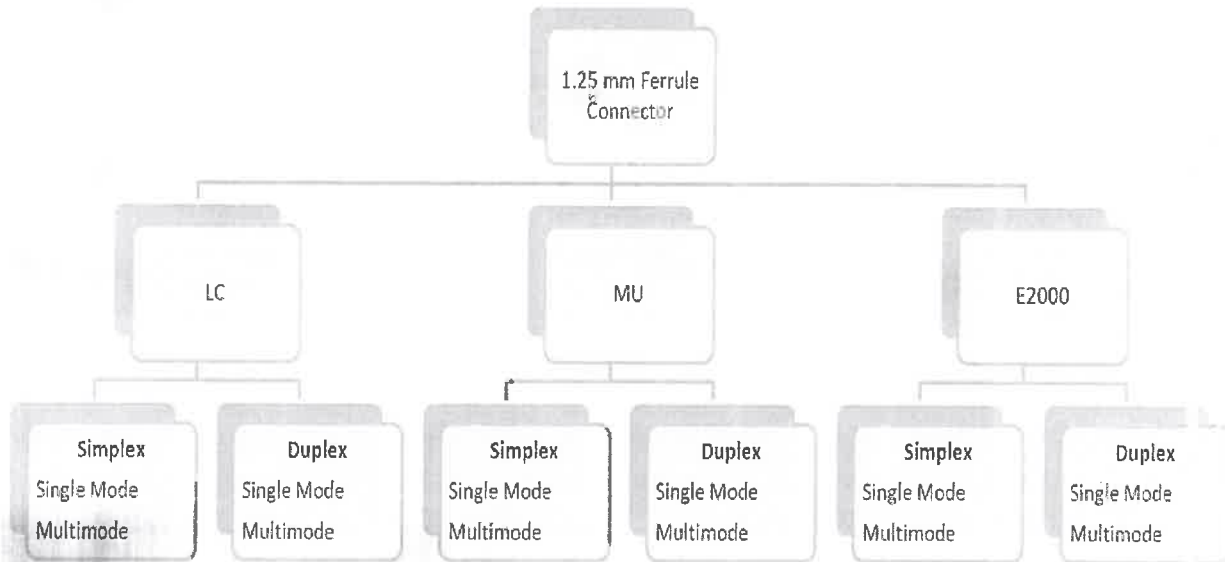 1.25 mm Ferrule
Connector
LC
MU
E2000
Simplex
Single Mode
Multimode
Duplex
Single Mode
Multimode
Simplex
Single Mode
Multimode
Duplex
Single Mode
Multimode
Simplex
Single Mode
Multimode
Duplex
Single Mode
Multimode